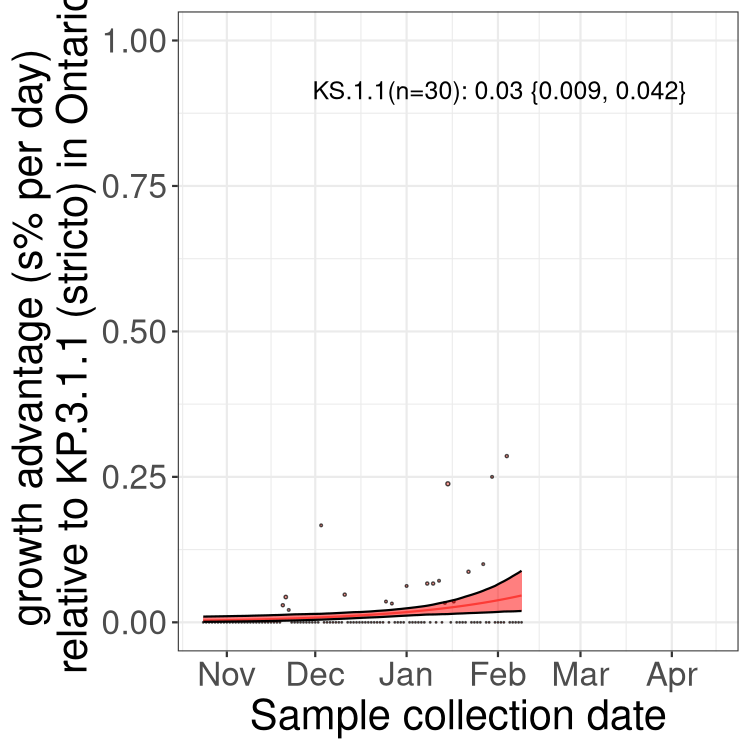 growth advantage (s% per day)
relative to KP.3.1.1 (stricto) in Ontario
1.00
KS.1.1(n=30): 0.03 {0.009, 0.042}
0.75
0.50
0.25
0.00
Nov Dec Jan Feb Mar Apr
Sample collection date